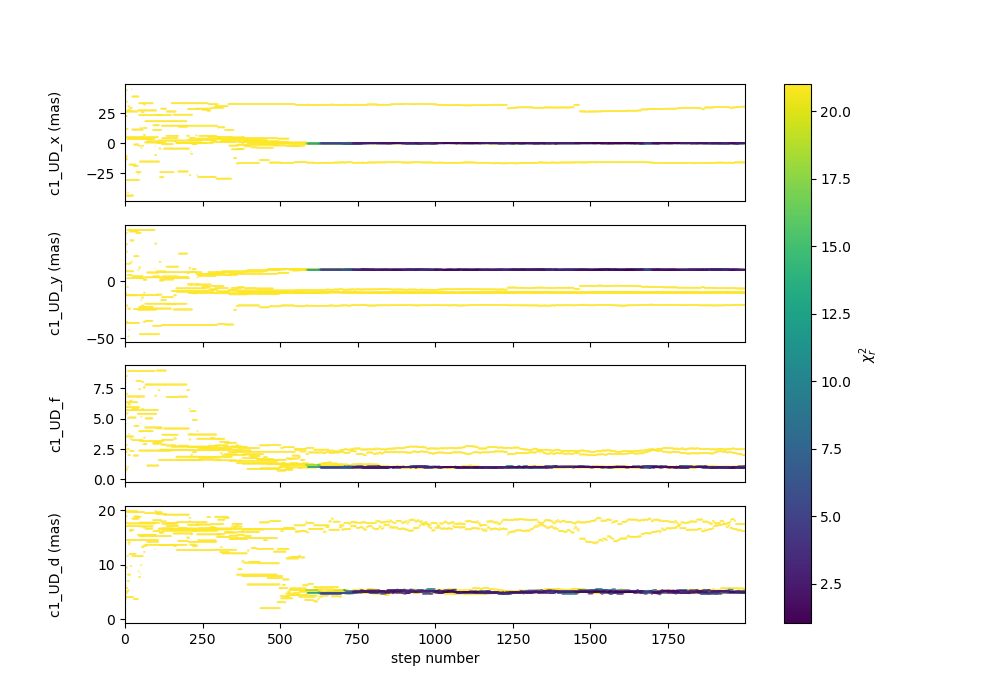 c1_UD_x (mas)
25
0
−25
c1_UD_y (mas)
0
−50
c1_UD_f
7.5
5.0
2.5
0.0
c1_UD_d (mas)
20
10
0
0 250 500 750 1000 1250 1500 1750
step number
20.0
17.5
15.0
12.5
10.0
7.5
5.0
2.5
χ²ᵣ